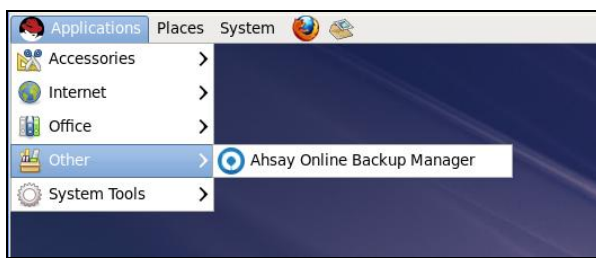 Applications Places System
Accessories
Internet
Office
Other
Ahsay Online Backup Manager
System Tools